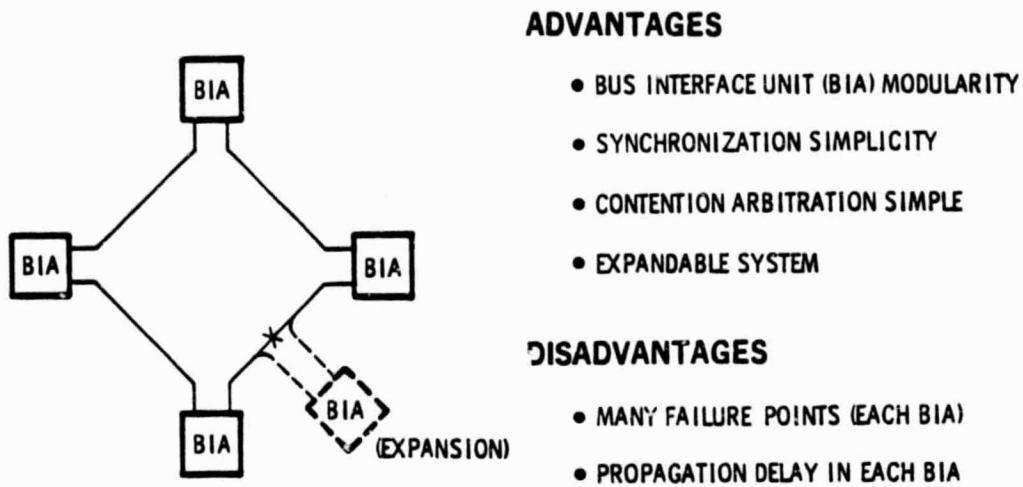 BIA
BIA
BIA
BIA
BIA
(EXPANSION)
ADVANTAGES
• BUS INTERFACE UNIT (BIA) MODULARITY
• SYNCHRONIZATION SIMPLICITY
• CONTENTION ARBITRATION SIMPLE
• EXPANDABLE SYSTEM
DISADVANTAGES
• MANY FAILURE POINTS (EACH BIA)
• PROPAGATION DELAY IN EACH BIA